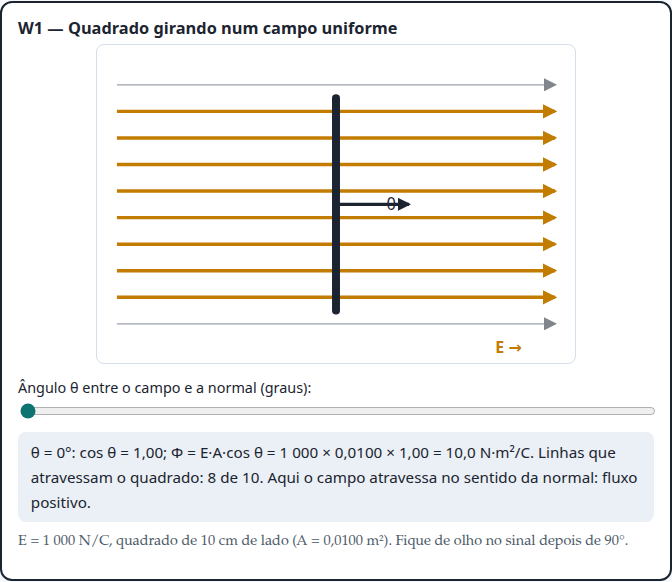 W1 — Quadrado girando num campo uniforme
θ
E →
Ângulo θ entre o campo e a normal (graus):
θ = 0°: cos θ = 1,00; Φ = E·A·cos θ = 1 000 × 0,0100 × 1,00 = 10,0 N·m²/C. Linhas que
atravessam o quadrado: 8 de 10. Aqui o campo atravessa no sentido da normal: fluxo
positivo.
E = 1 000 N/C, quadrado de 10 cm de lado (A = 0,0100 m²). Fique de olho no sinal depois de 90°.